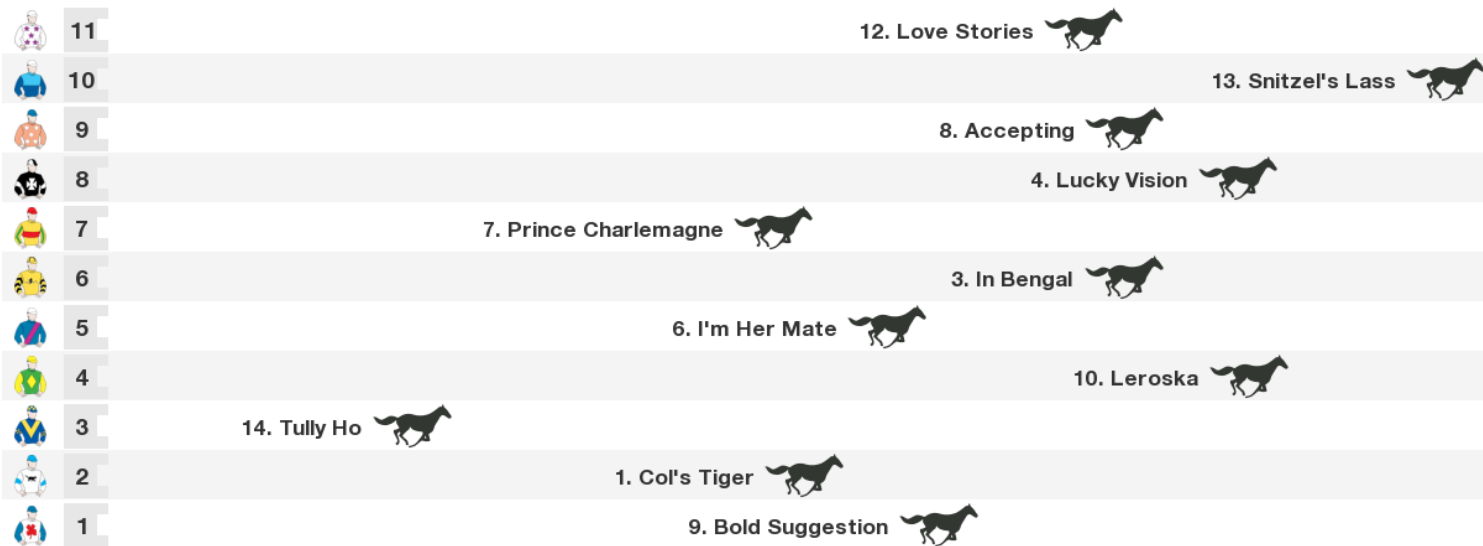 11 12. Love Stories
10 13. Snitzel's Lass
9 8. Accepting
8 4. Lucky Vision
7 7. Prince Charlemagne
6 3. In Bengal
5 6. I'm Her Mate
4 10. Leroska
3 14. Tully Ho
2 1. Col's Tiger
1 9. Bold Suggestion